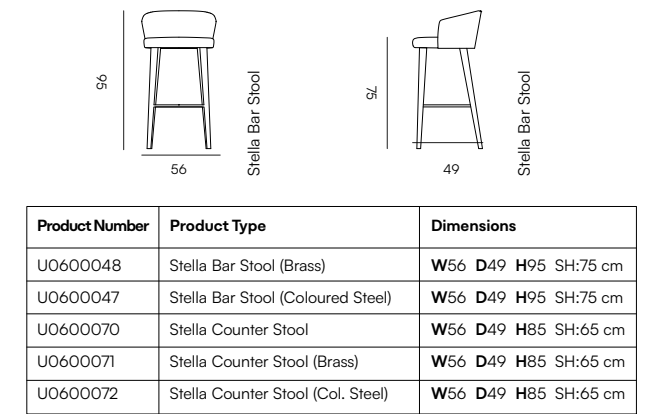 95
56
Stella Bar Stool
75
49
Stella Bar Stool
Product Number Product Type Dimensions
U0600048 Stella Bar Stool (Brass) W56 D49 H95 SH:75 cm
U0600047 Stella Bar Stool (Coloured Steel) W56 D49 H95 SH:75 cm
U0600070 Stella Counter Stool W56 D49 H85 SH:65 cm
U0600071 Stella Counter Stool (Brass) W56 D49 H85 SH:65 cm
U0600072 Stella Counter Stool (Col. Steel) W56 D49 H85 SH:65 cm